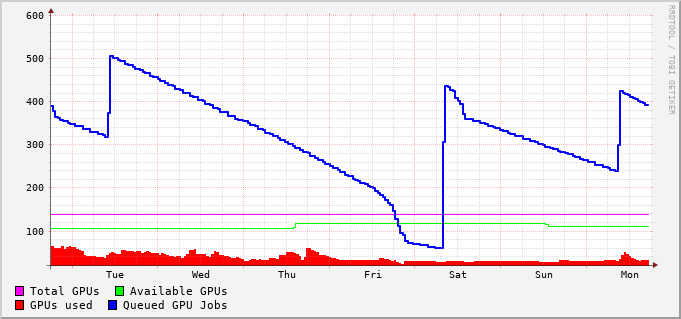 RRDTOOL / TOBI OETIKER
600
500
400
300
200
100
Tue Wed Thu Fri Sat Sun Mon
Total GPUs Available GPUs
GPUs used Queued GPU Jobs